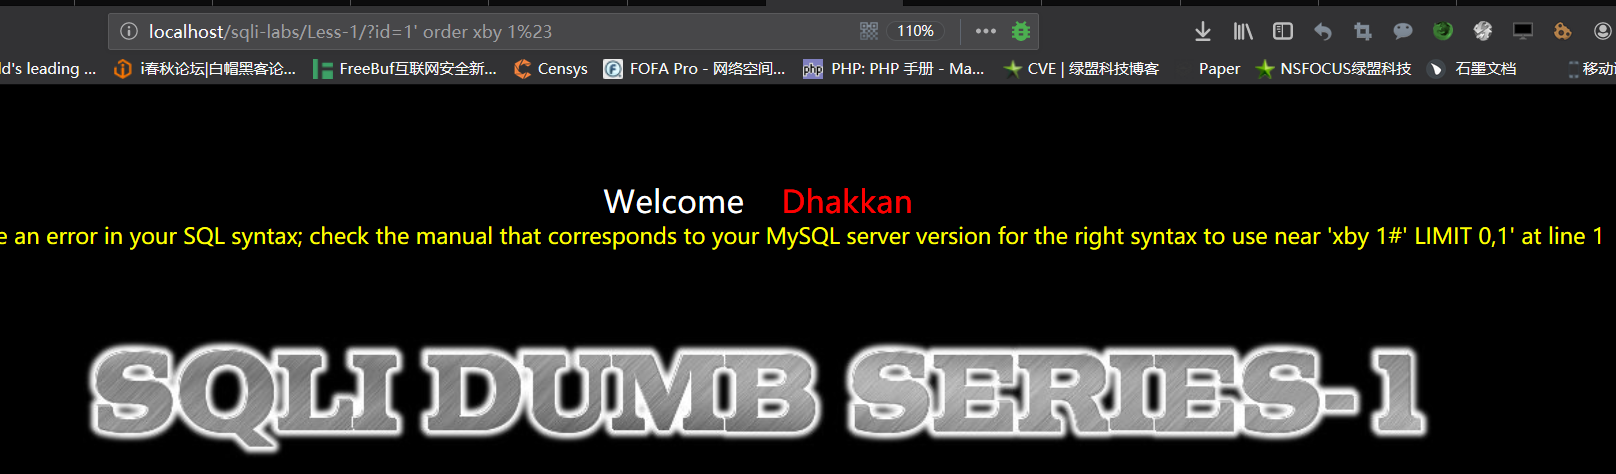 localhost/sqli-labs/Less-1/?id=1' order xby 1%23 110%
ld's leading ... i春秋论坛|白帽黑客论... FreeBuf互联网安全新... Censys FOFA Pro - 网络空间... PHP: PHP 手册 - Ma... CVE | 绿盟科技博客 Paper NSFOCUS绿盟科技 石墨文档 移动
Welcome Dhakkan
e an error in your SQL syntax; check the manual that corresponds to your MySQL server version for the right syntax to use near 'xby 1#' LIMIT 0,1' at line 1
SQLI DUMB SERIES-1